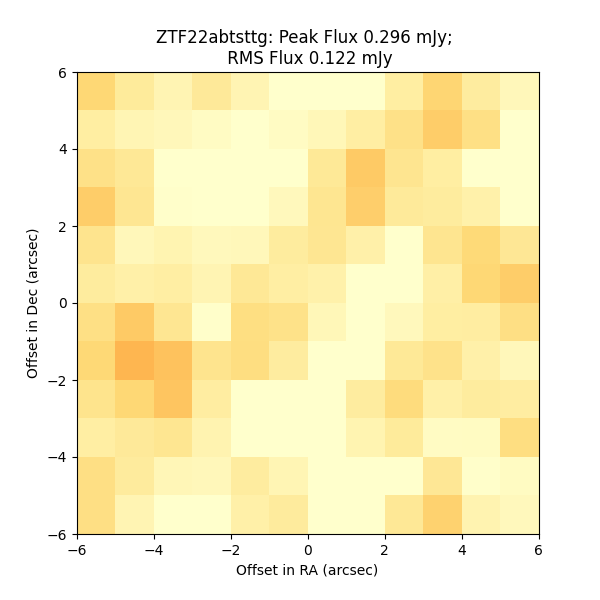 ZTF22abtsttg: Peak Flux 0.296 mJy;
RMS Flux 0.122 mJy
6
4
2
0
−2
−4
−6
Offset in Dec (arcsec)
−6 −4 −2 0 2 4 6
Offset in RA (arcsec)